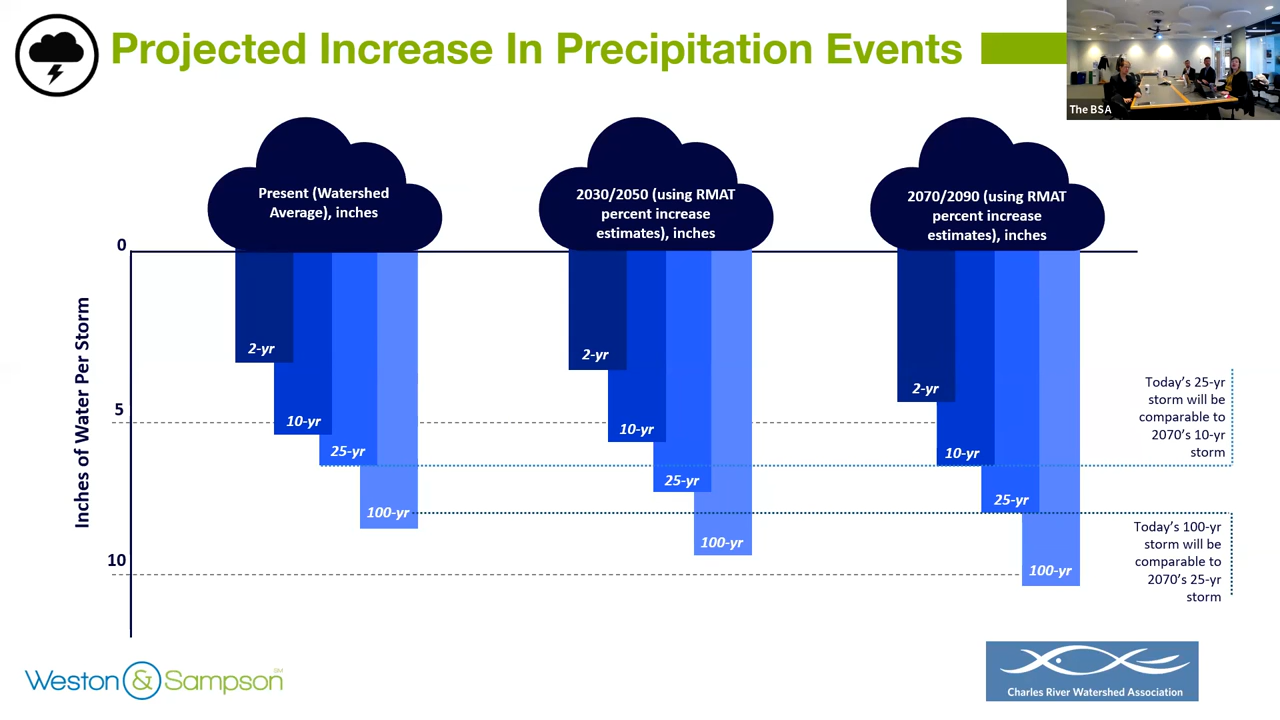 Projected Increase In Precipitation Events
The BSA
Present (Watershed
Average), inches
2030/2050 (using RMAT
percent increase
estimates), inches
2070/2090 (using RMAT
percent increase
estimates), inches
Inches of Water Per Storm
0
5
10
2-yr
10-yr
25-yr
100-yr
2-yr
10-yr
25-yr
100-yr
2-yr
10-yr
25-yr
100-yr
Today's 25-yr
storm will be
comparable to
2070's 10-yr
storm
Today's 100-yr
storm will be
comparable to
2070's 25-yr
storm
Weston & Sampson℠
Charles River Watershed Association